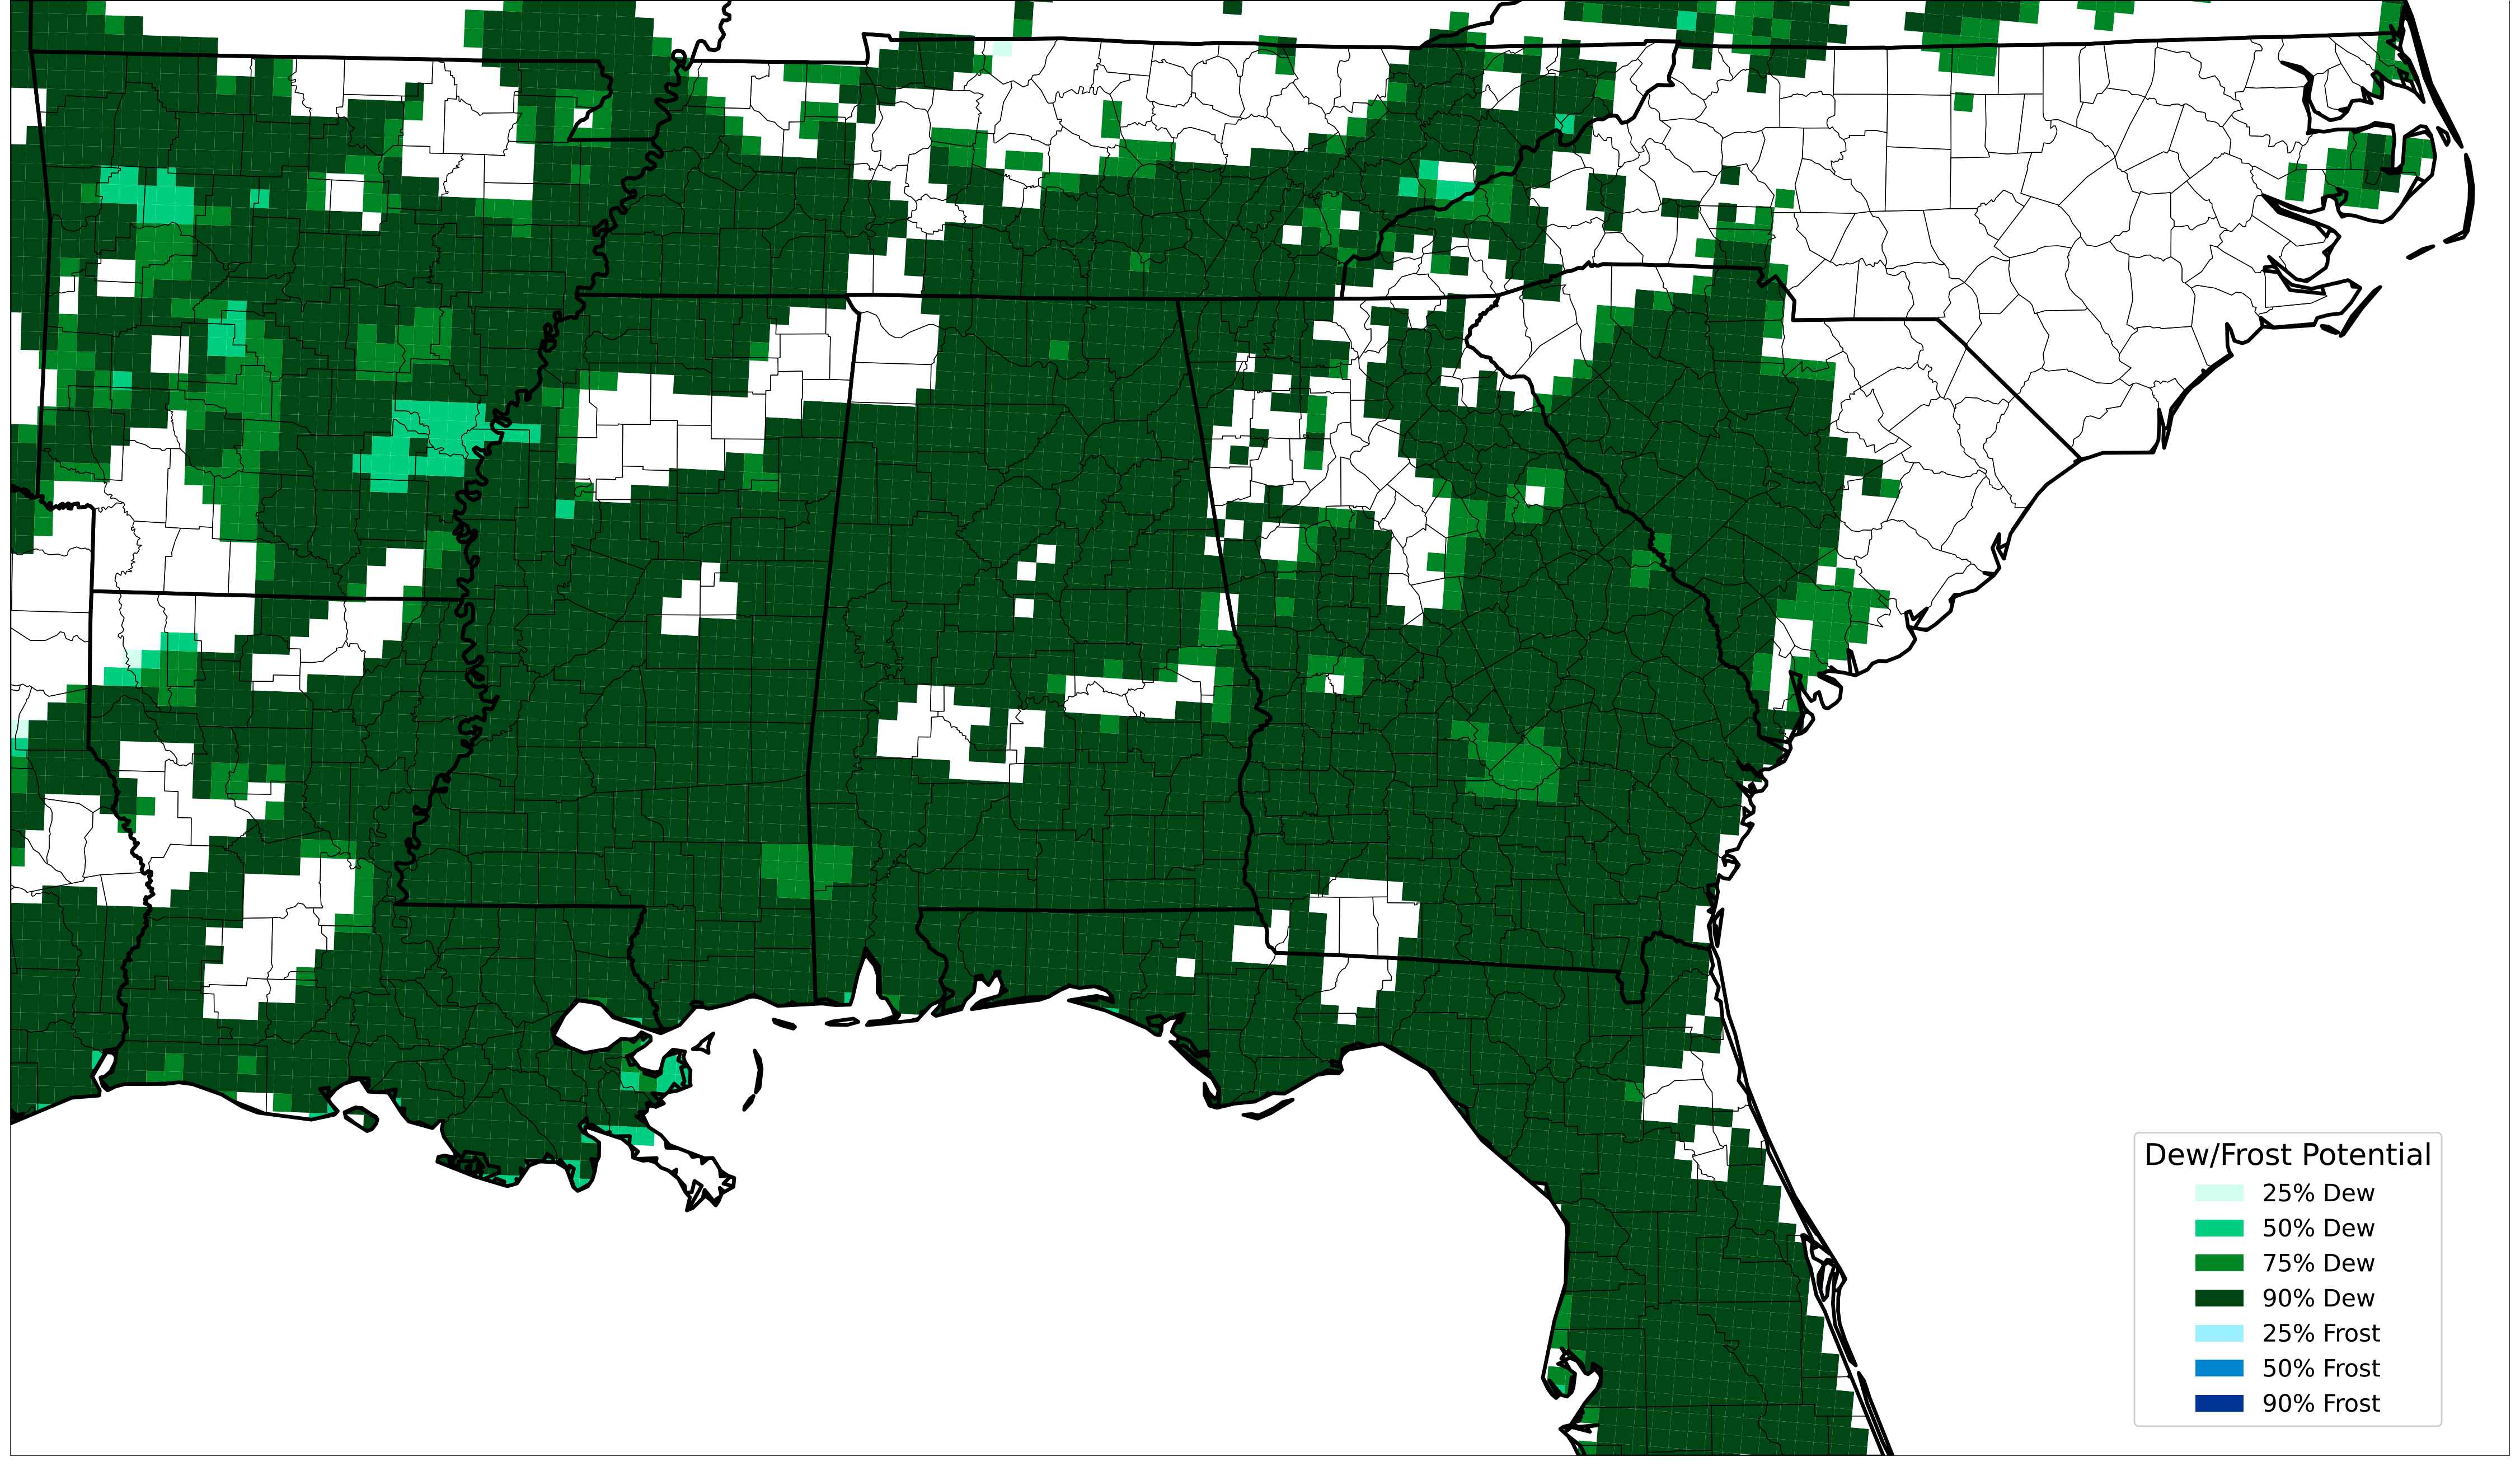 Dew/Frost Potential
25% Dew
50% Dew
75% Dew
90% Dew
25% Frost
50% Frost
90% Frost